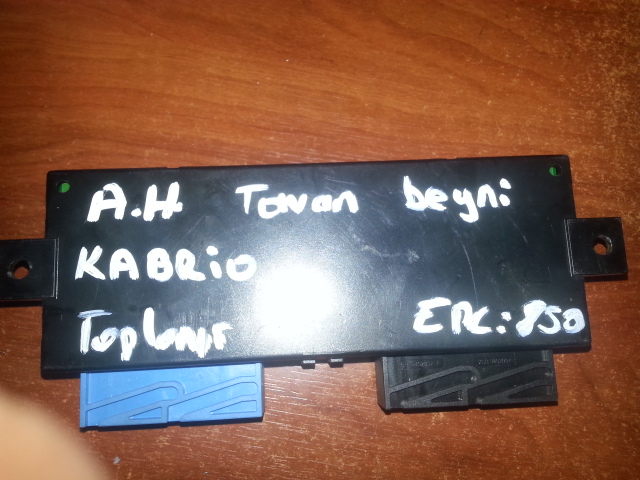 A.H Tavan beyni
KABRiO
Toplanır ERC: 850